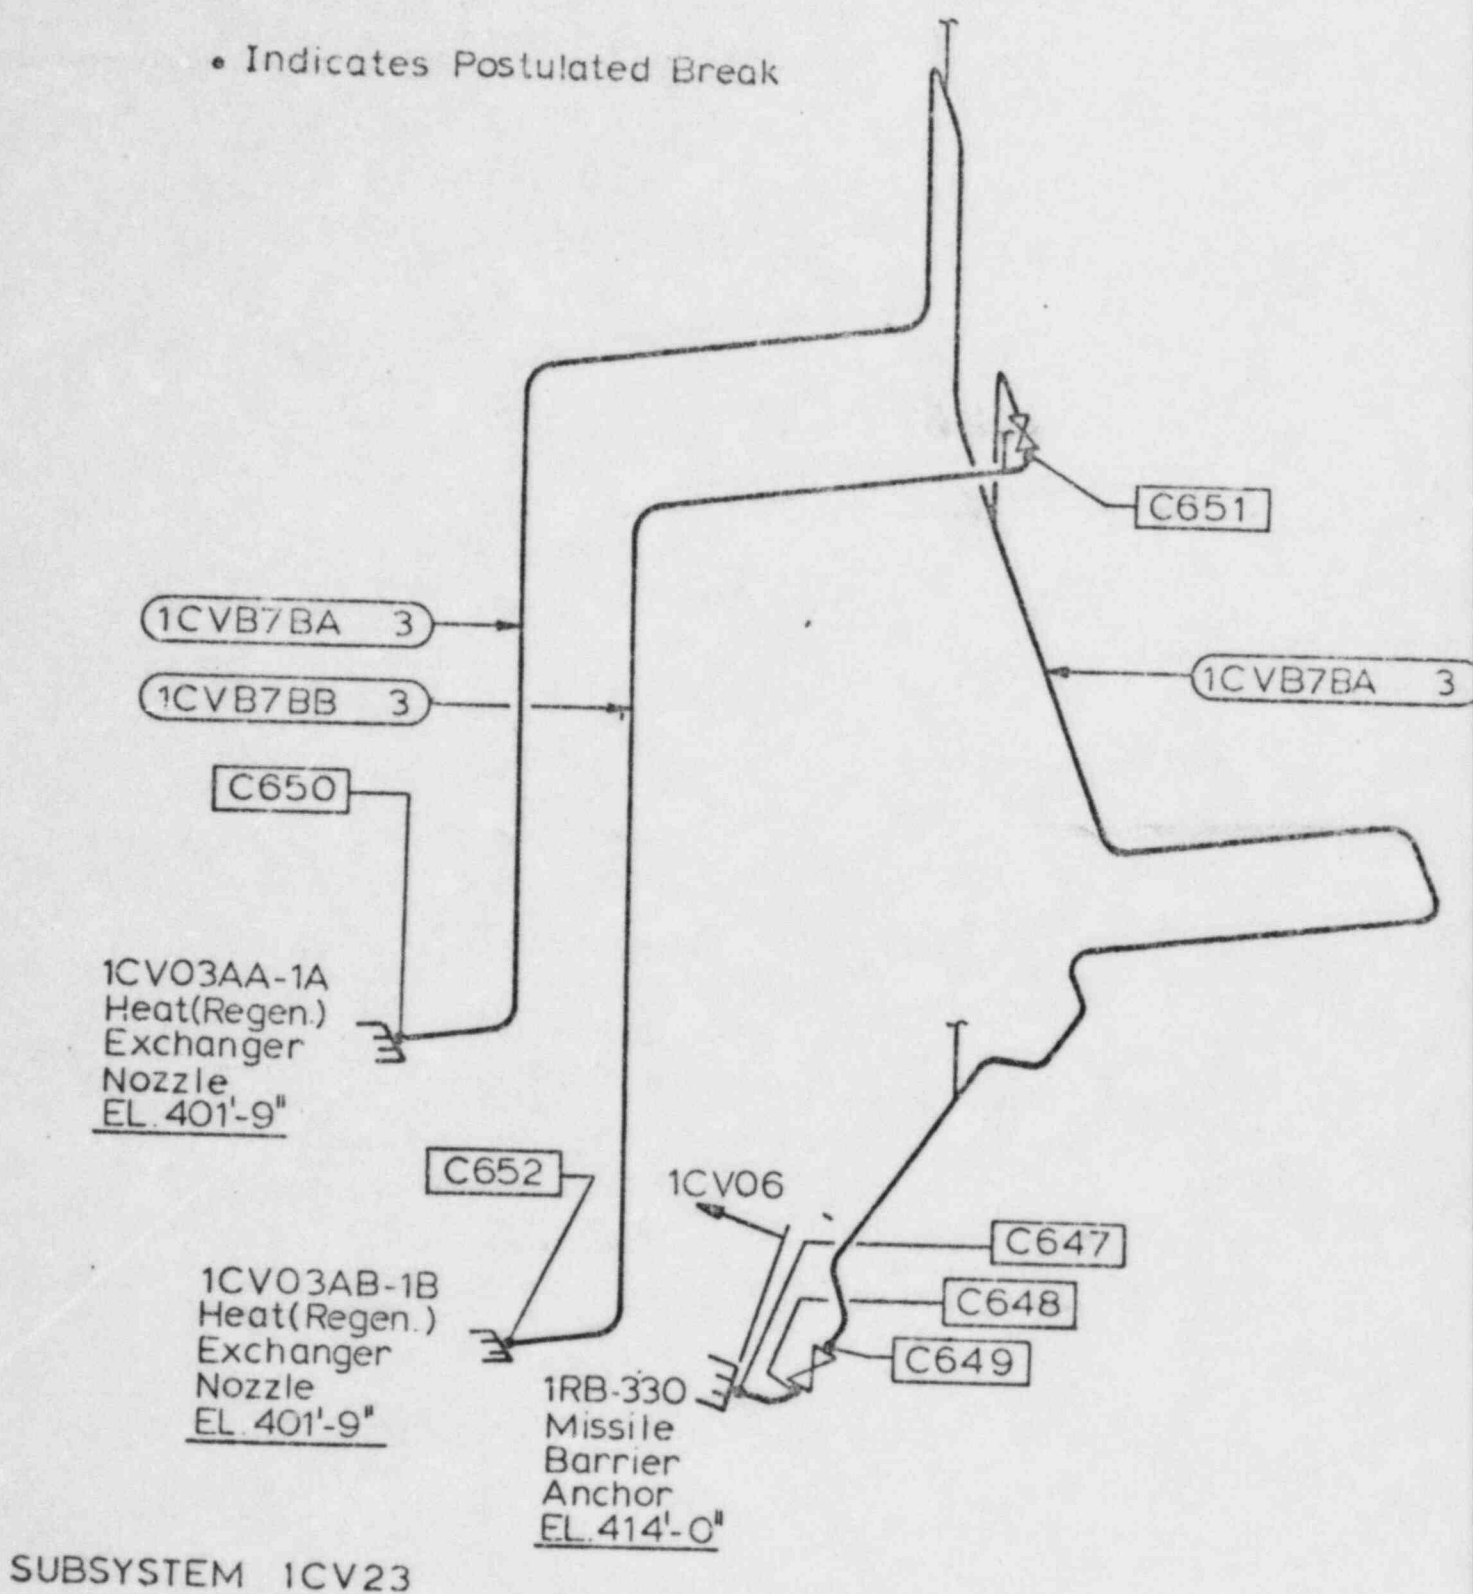 • Indicates Postulated Break
C651
1CVB7BA 3
1CVB7BB 3
1CVB7BA 3
C650
1CV03AA-1A
Heat(Regen.)
Exchanger
Nozzle
EL. 401'-9"
C652
1CV06
C647
1CV03AB-1B
Heat(Regen.)
Exchanger
Nozzle
EL. 401'-9"
C648
C649
1RB-330
Missile
Barrier
Anchor
EL. 414'-0"
SUBSYSTEM 1CV23